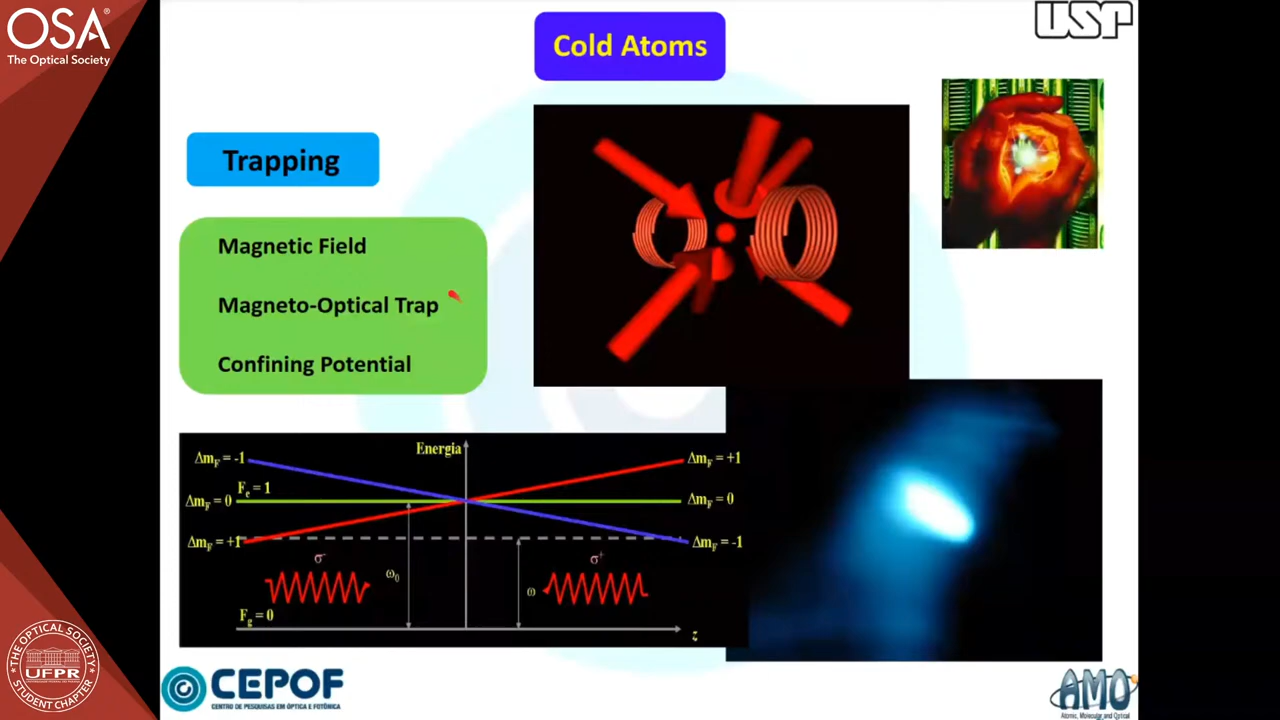 OSA®
The Optical Society
Cold Atoms
USP
Trapping
Magnetic Field
Magneto-Optical Trap
Confining Potential
Energia
ΔmF = -1
ΔmF = +1
Fe = 1
ΔmF = 0
ΔmF = 0
ΔmF = +1
ΔmF = -1
σ-
σ+
ω0
ω
Fg = 0
z
THE OPTICAL SOCIETY
UFPR
STUDENT CHAPTER
CEPOF
CENTRO DE PESQUISAS EM ÓPTICA E FOTÔNICA
AMO
Atomic, Molecular and Optical